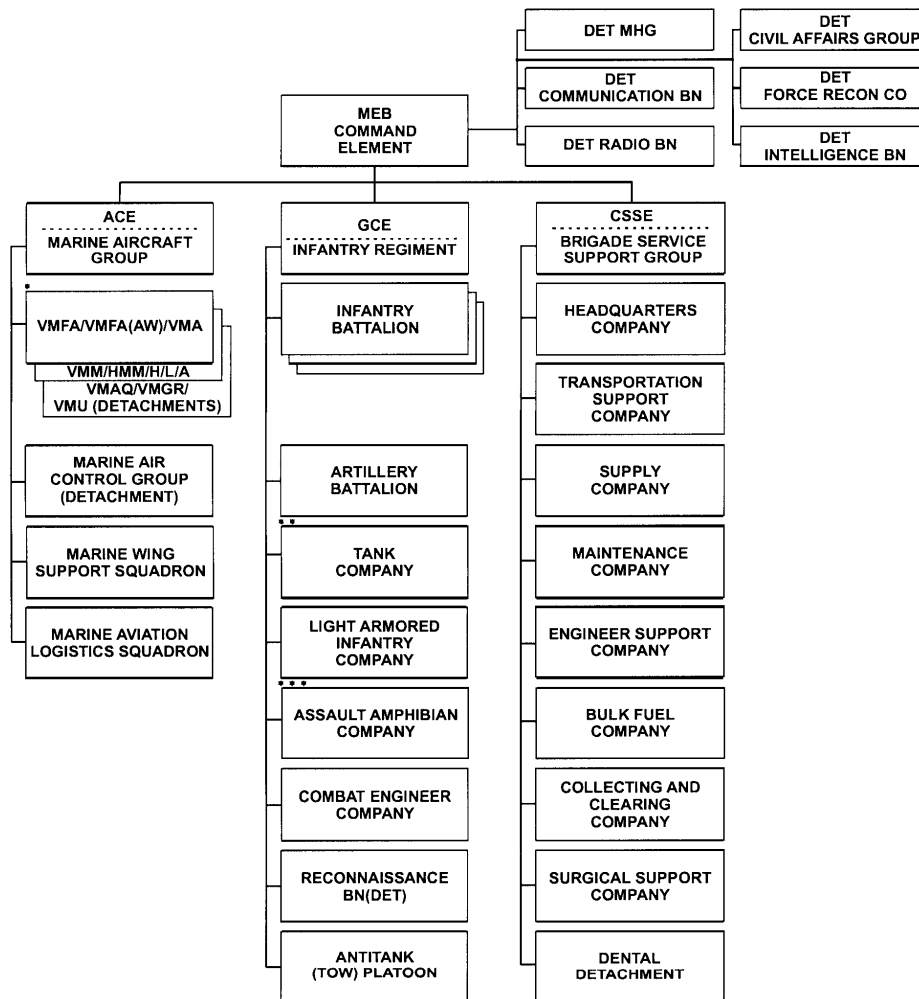 DET MHG
DET
CIVIL AFFAIRS GROUP
DET
COMMUNICATION BN
DET
FORCE RECON CO
DET RADIO BN
DET
INTELLIGENCE BN
MEB
COMMAND
ELEMENT
ACE
MARINE AIRCRAFT
GROUP
*
VMFA/VMFA(AW)/VMA
VMM/HMM/H/L/A
VMAQ/VMGR/
VMU (DETACHMENTS)
MARINE AIR
CONTROL GROUP
(DETACHMENT)
MARINE WING
SUPPORT SQUADRON
MARINE AVIATION
LOGISTICS SQUADRON
GCE
INFANTRY REGIMENT
INFANTRY
BATTALION
ARTILLERY
BATTALION
* *
TANK
COMPANY
LIGHT ARMORED
INFANTRY
COMPANY
* * *
ASSAULT AMPHIBIAN
COMPANY
COMBAT ENGINEER
COMPANY
RECONNAISSANCE
BN(DET)
ANTITANK
(TOW) PLATOON
CSSE
BRIGADE SERVICE
SUPPORT GROUP
HEADQUARTERS
COMPANY
TRANSPORTATION
SUPPORT
COMPANY
SUPPLY
COMPANY
MAINTENANCE
COMPANY
ENGINEER SUPPORT
COMPANY
BULK FUEL
COMPANY
COLLECTING AND
CLEARING
COMPANY
SURGICAL SUPPORT
COMPANY
DENTAL
DETACHMENT